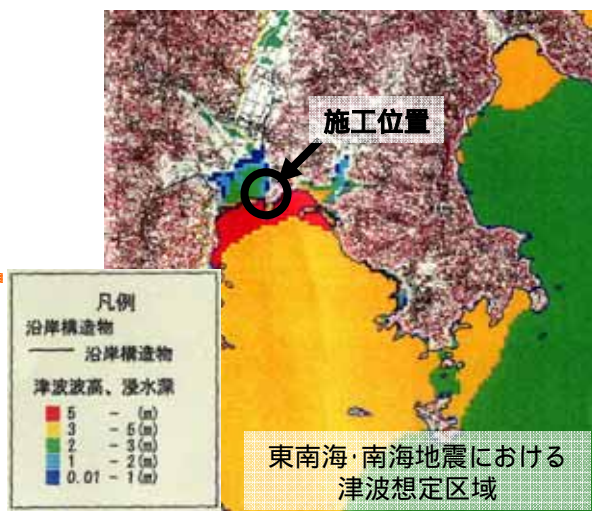 施工位置
凡例
沿岸構造物
沿岸構造物
津波波高、浸水深
5 - (m)
3 - 5(m)
2 - 3(m)
1 - 2(m)
0.01 - 1(m)
東南海･南海地震における
津波想定区域